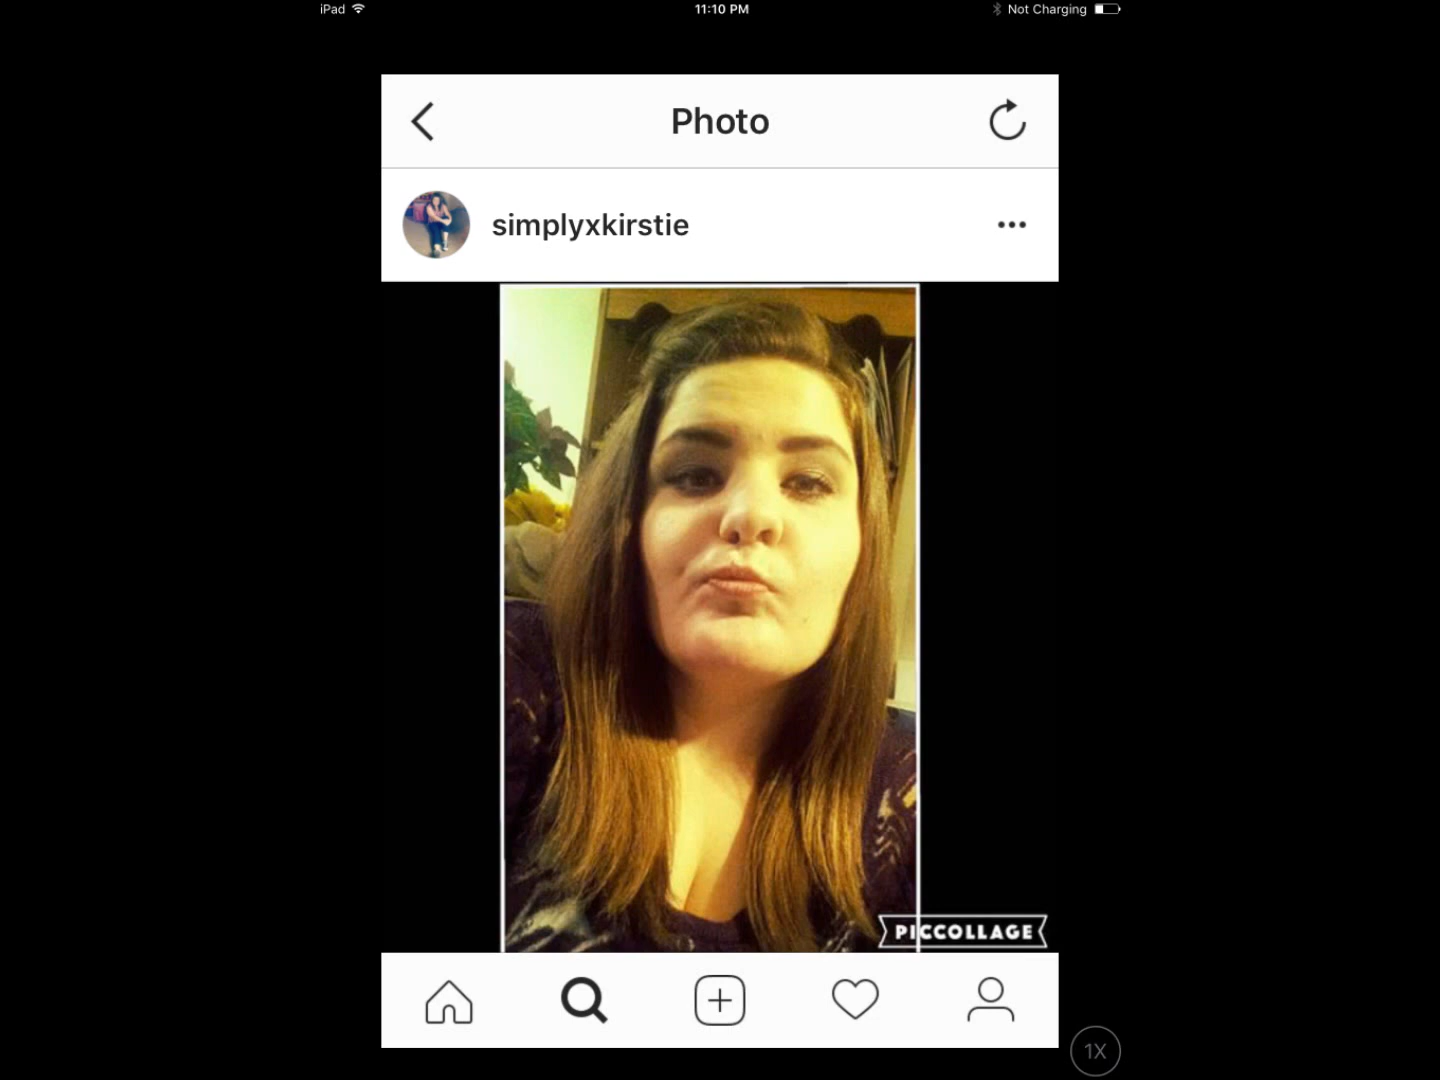 iPad 11:10 PM Not Charging
Photo
simplyxkirstie
PICCOLLAGE
1X